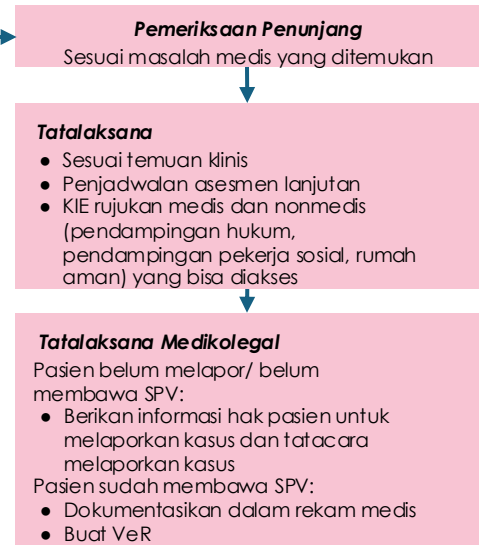 Pemeriksaan Penunjang
Sesuai masalah medis yang ditemukan
Tatalaksana
● Sesuai temuan klinis
● Penjadwalan asesmen lanjutan
● KIE rujukan medis dan nonmedis
(pendampingan hukum,
pendampingan pekerja sosial, rumah
aman) yang bisa diakses
Tatalaksana Medikolegal
Pasien belum melapor/ belum
membawa SPV:
● Berikan informasi hak pasien untuk
melaporkan kasus dan tatacara
melaporkan kasus
Pasien sudah membawa SPV:
● Dokumentasikan dalam rekam medis
● Buat VeR